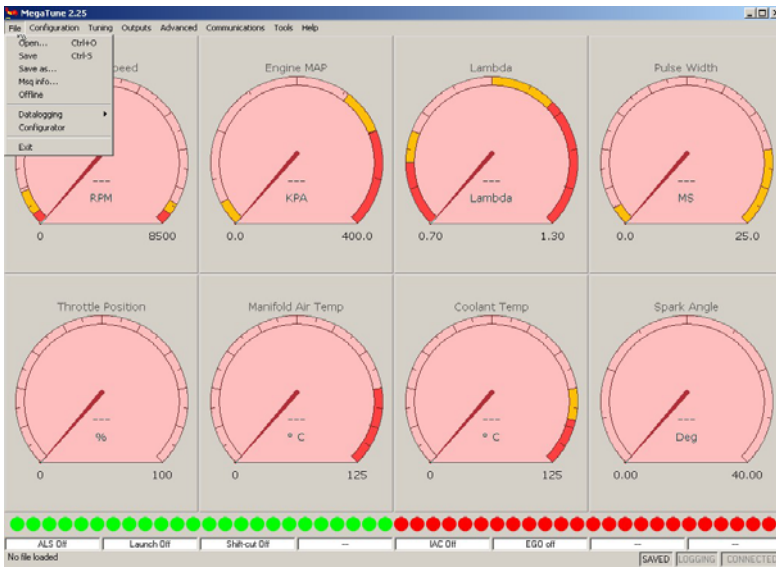 MegaTune 2.25
File Configuration Tuning Outputs Advanced Communications Tools Help
Open... Ctrl+O
Save Ctrl-S
Save as...
Msq info...
Offline
Datalogging
Configurator
Exit
peed Engine MAP Lambda Pulse Width
--- --- --- ---
RPM KPA Lambda MS
0 8500 0.0 400.0 0.70 1.30 0.0 25.0
Throttle Position Manifold Air Temp Coolant Temp Spark Angle
--- --- --- ---
% ° C ° C Deg
0 100 0 125 0 125 0.00 40.00
ALS Off Launch Off Shift-cut Off -- IAC Off EGO off -- --
No file loaded SAVED LOGGING CONNECTED